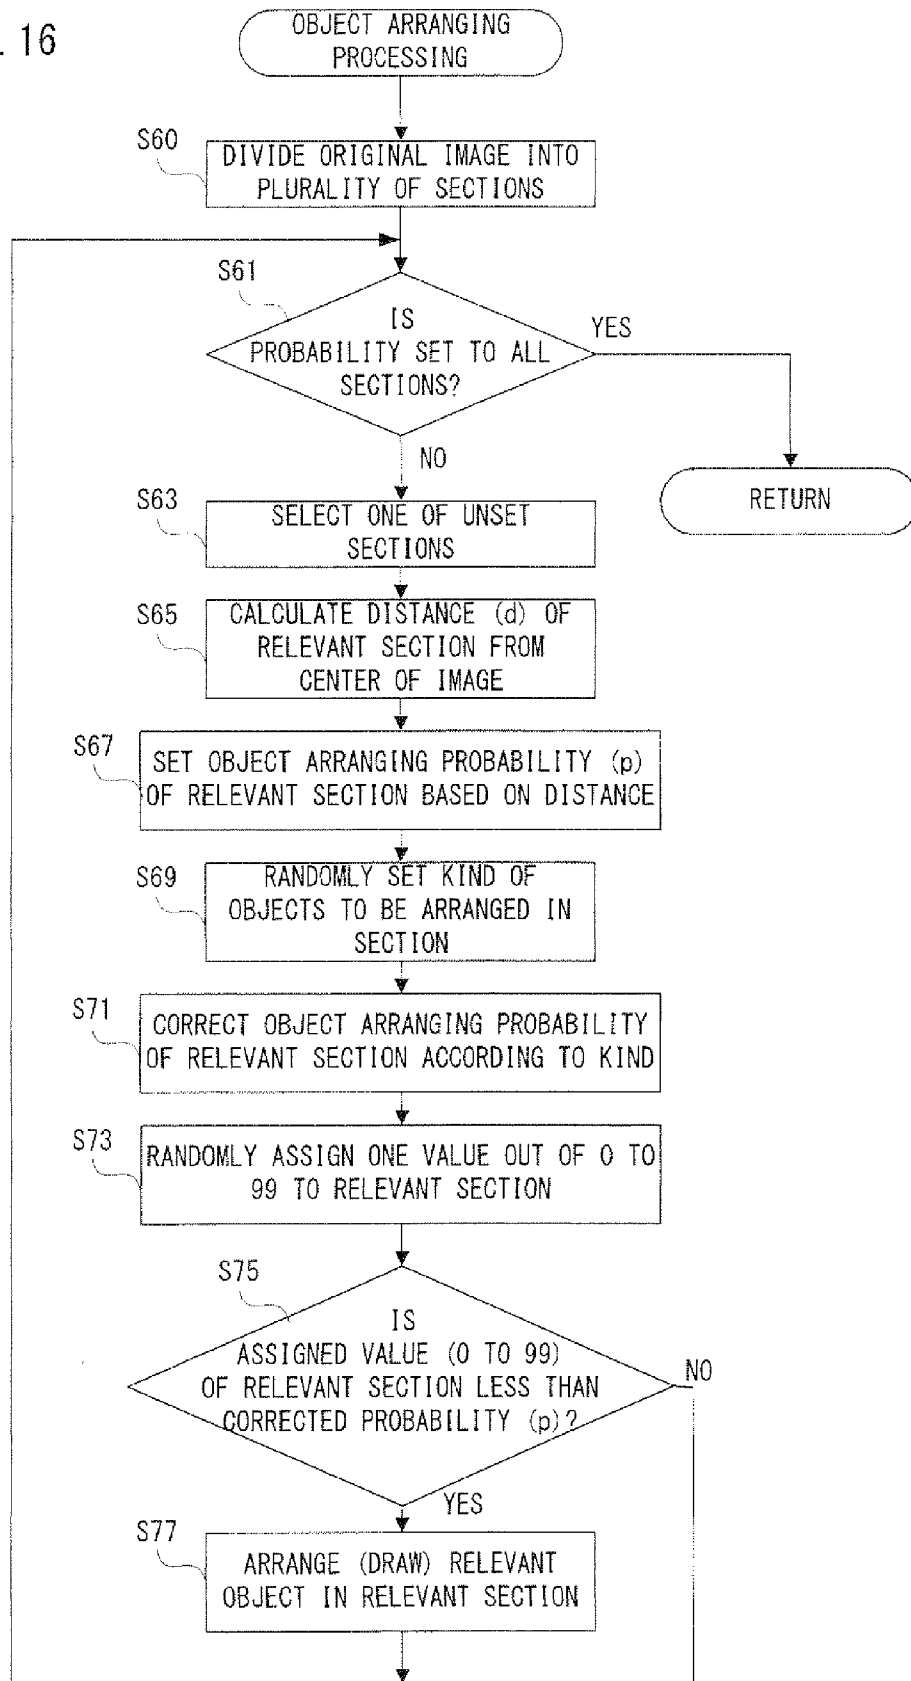 . 16
OBJECT ARRANGING
PROCESSING
S60
DIVIDE ORIGINAL IMAGE INTO
PLURALITY OF SECTIONS
S61
IS
PROBABILITY SET TO ALL
SECTIONS?
YES
NO
RETURN
S63
SELECT ONE OF UNSET
SECTIONS
S65
CALCULATE DISTANCE (d) OF
RELEVANT SECTION FROM
CENTER OF IMAGE
S67
SET OBJECT ARRANGING PROBABILITY (p)
OF RELEVANT SECTION BASED ON DISTANCE
S69
RANDOMLY SET KIND OF
OBJECTS TO BE ARRANGED IN
SECTION
S71
CORRECT OBJECT ARRANGING PROBABILITY
OF RELEVANT SECTION ACCORDING TO KIND
S73
RANDOMLY ASSIGN ONE VALUE OUT OF 0 TO
99 TO RELEVANT SECTION
S75
IS
ASSIGNED VALUE (0 TO 99)
OF RELEVANT SECTION LESS THAN
CORRECTED PROBABILITY (p)?
NO
YES
S77
ARRANGE (DRAW) RELEVANT
OBJECT IN RELEVANT SECTION